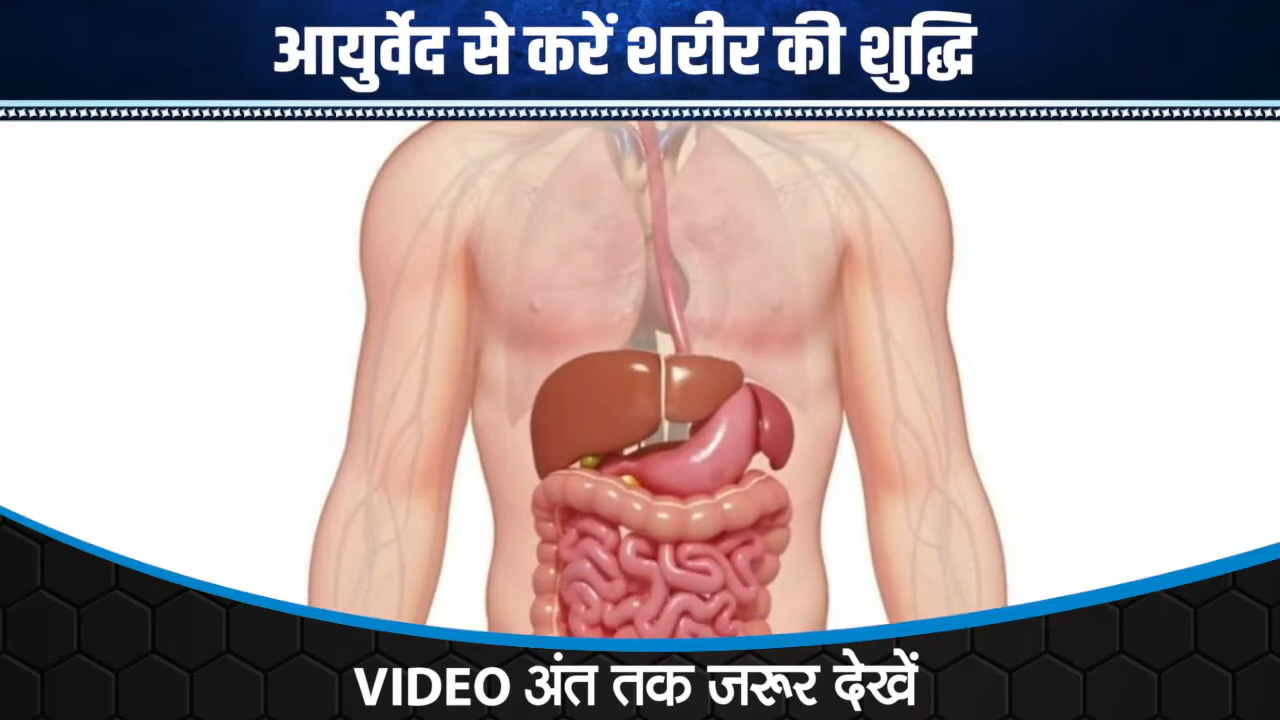 आयुर्वेद से करें शरीर की शुद्धि
VIDEO अंत तक जरूर देखें